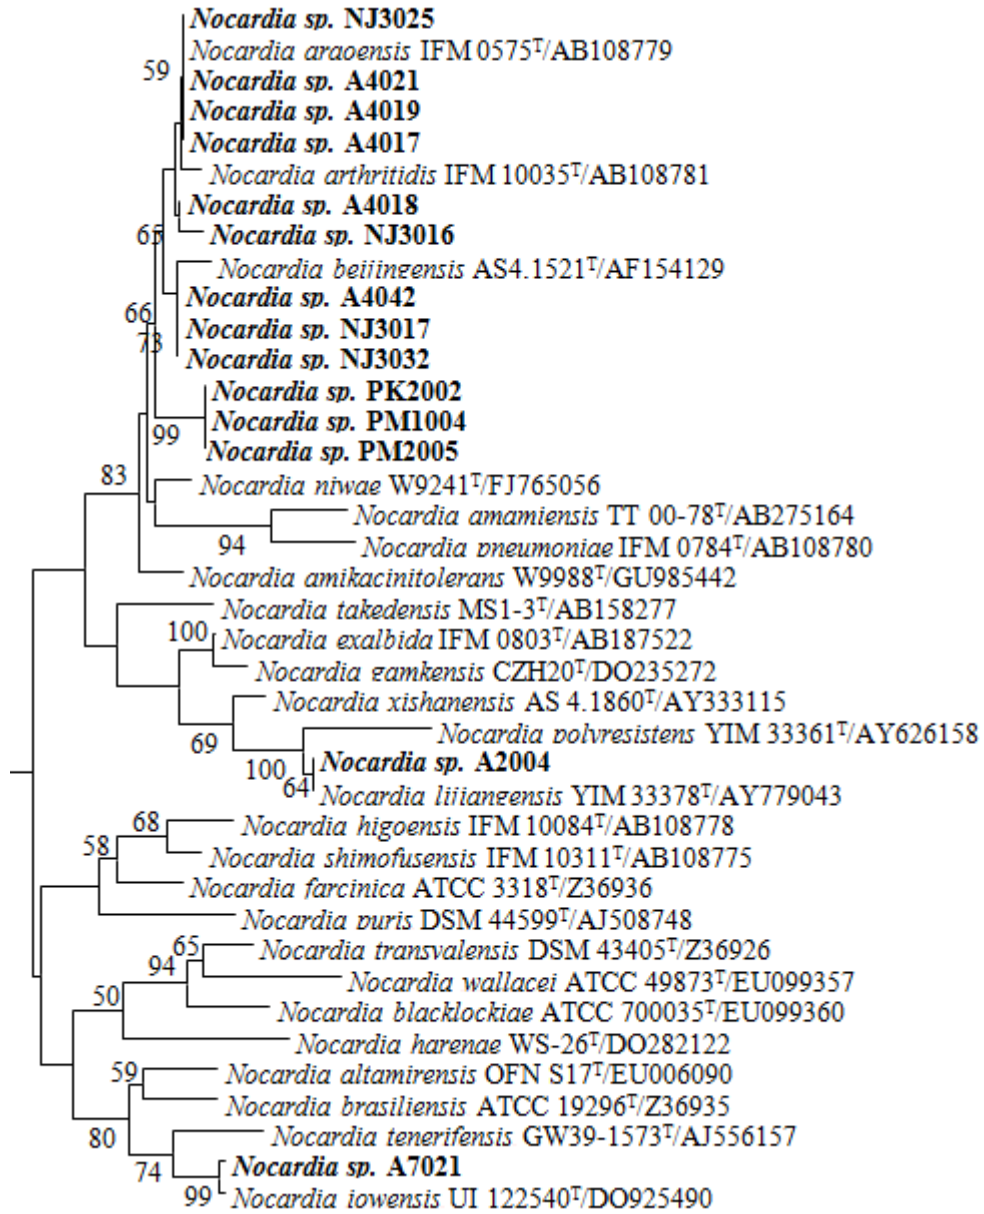 Nocardia sp. NJ3025
Nocardia araoensis IFM 0575ᵀ/AB108779
59
Nocardia sp. A4021
Nocardia sp. A4019
Nocardia sp. A4017
Nocardia arthritidis IFM 10035ᵀ/AB108781
Nocardia sp. A4018
65
Nocardia sp. NJ3016
Nocardia beijingensis AS4.1521ᵀ/AF154129
Nocardia sp. A4042
66
Nocardia sp. NJ3017
73
Nocardia sp. NJ3032
Nocardia sp. PK2002
Nocardia sp. PM1004
99
Nocardia sp. PM2005
83
Nocardia niwae W9241ᵀ/FJ765056
Nocardia amamiensis TT 00-78ᵀ/AB275164
94
Nocardia pneumoniae IFM 0784ᵀ/AB108780
Nocardia amikacinitolerans W9988ᵀ/GU985442
Nocardia takedensis MS1-3ᵀ/AB158277
100
Nocardia exalbida IFM 0803ᵀ/AB187522
Nocardia gamkensis CZH20ᵀ/DQ235272
Nocardia xishanensis AS 4.1860ᵀ/AY333115
69
Nocardia polyresistens YIM 33361ᵀ/AY626158
100
Nocardia sp. A2004
64
Nocardia lijiangensis YIM 33378ᵀ/AY779043
68
Nocardia higoensis IFM 10084ᵀ/AB108778
58
Nocardia shimofusensis IFM 10311ᵀ/AB108775
Nocardia farcinica ATCC 3318ᵀ/Z36936
Nocardia puris DSM 44599ᵀ/AJ508748
65
Nocardia transvalensis DSM 43405ᵀ/Z36926
94
Nocardia wallacei ATCC 49873ᵀ/EU099357
50
Nocardia blacklockiae ATCC 700035ᵀ/EU099360
Nocardia harenae WS-26ᵀ/DQ282122
59
Nocardia altamirensis OFN S17ᵀ/EU006090
Nocardia brasiliensis ATCC 19296ᵀ/Z36935
80
Nocardia tenerifensis GW39-1573ᵀ/AJ556157
74
Nocardia sp. A7021
99
Nocardia iowensis UI 122540ᵀ/DQ925490